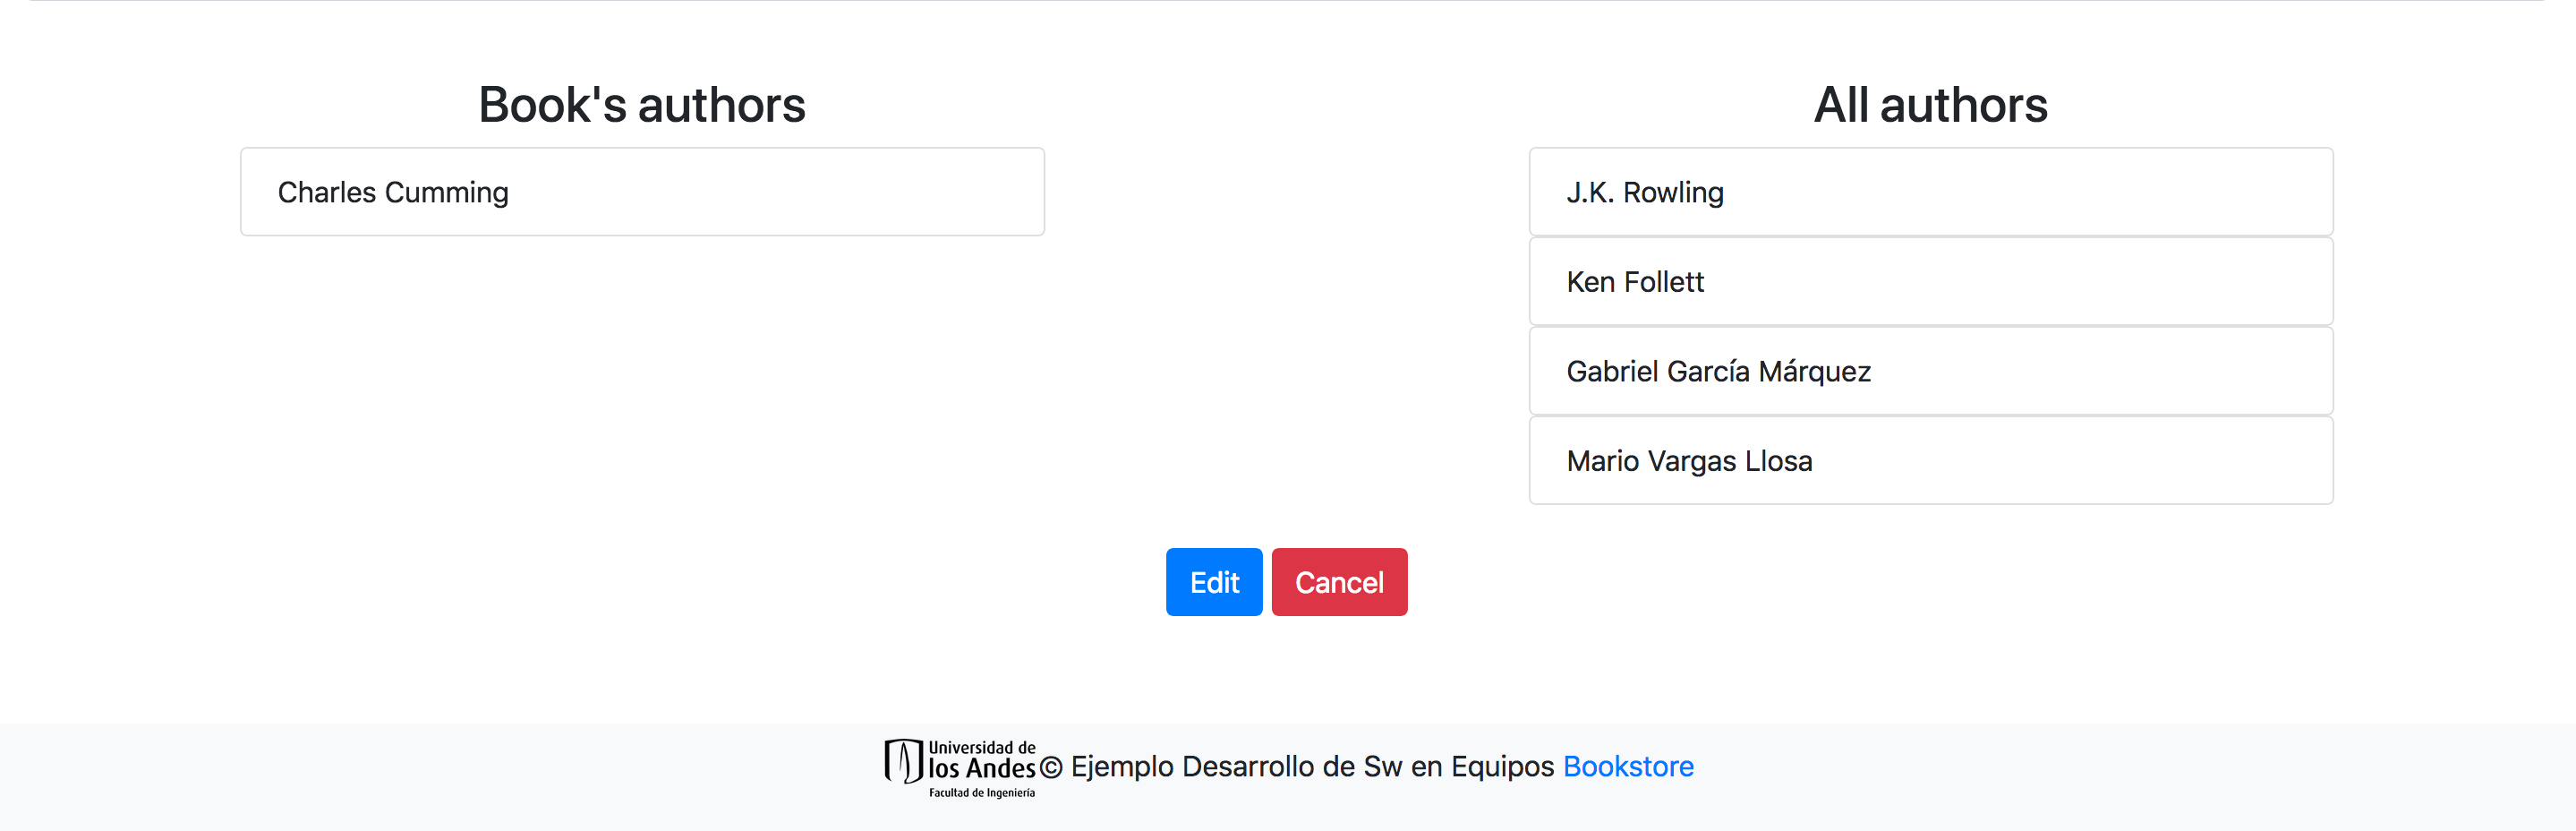 Book's authors
Charles Cumming
All authors
J.K. Rowling
Ken Follett
Gabriel García Márquez
Mario Vargas Llosa
Edit Cancel
Universidad de
los Andes
Facultad de Ingeniería
© Ejemplo Desarrollo de Sw en Equipos Bookstore